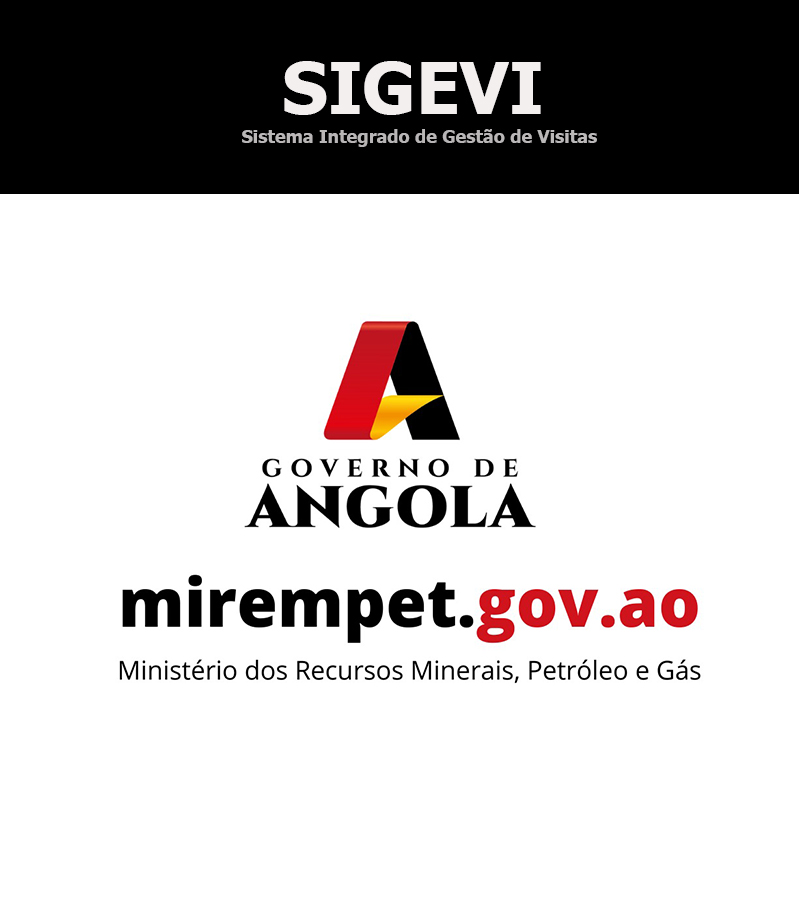 SIGEVI
Sistema Integrado de Gestão de Visitas
GOVERNO DE
ANGOLA
mirempet.gov.ao
Ministério dos Recursos Minerais, Petróleo e Gás